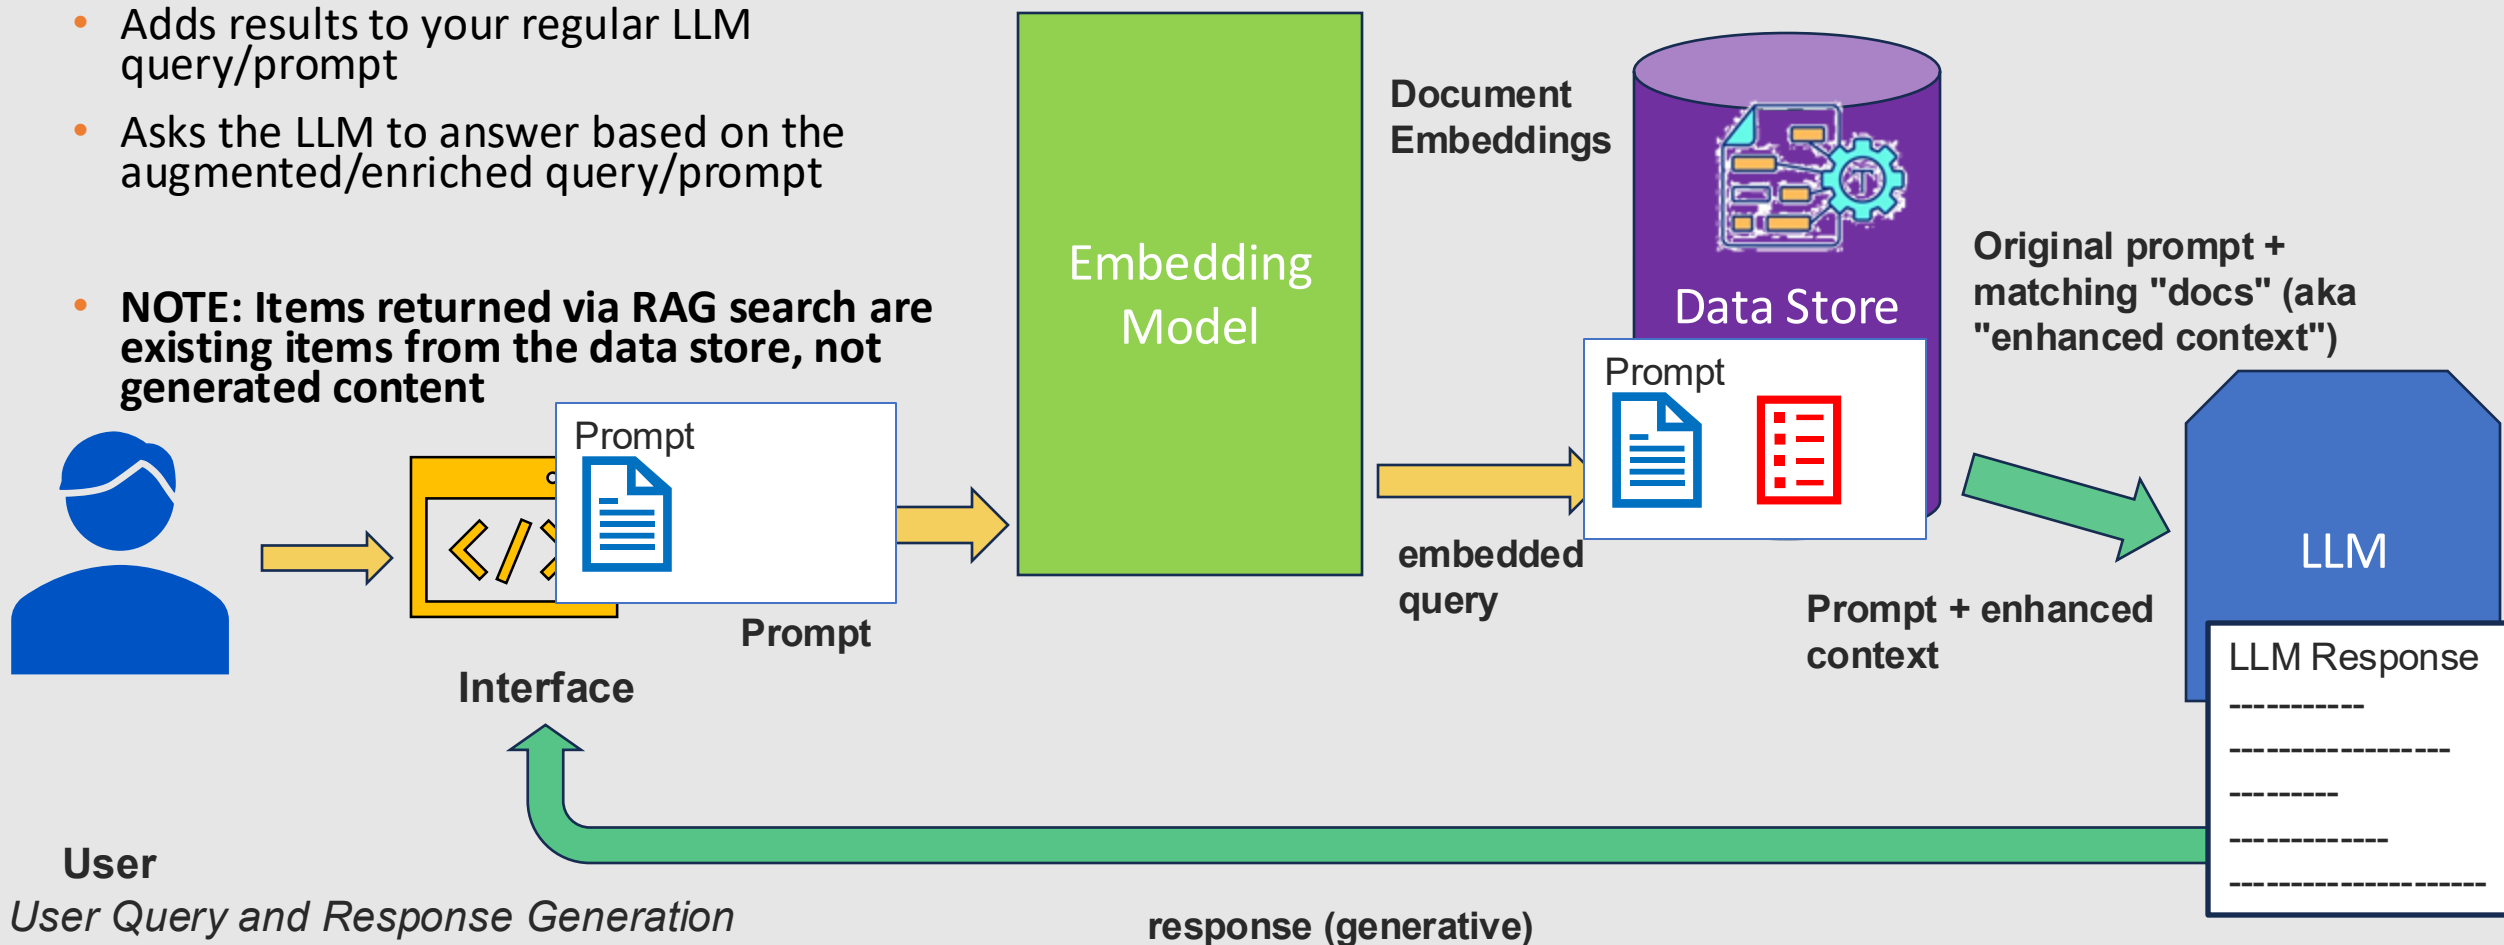 • Adds results to your regular LLM
query/prompt
• Asks the LLM to answer based on the
augmented/enriched query/prompt
• NOTE: Items returned via RAG search are
existing items from the data store, not
generated content
Prompt
</>
Prompt
Interface
User
User Query and Response Generation
Embedding
Model
Document
Embeddings
T
Data Store
Prompt
embedded
query
Original prompt +
matching "docs" (aka
"enhanced context")
Prompt + enhanced
context
LLM
LLM Response
-----------
------------------
---------
-------------
---------------------
response (generative)